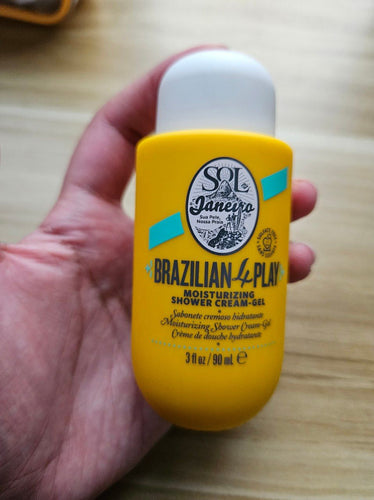 SOL
de
Janeiro
Sua Pele,
Nossa Praia
BRAZILIAN 4 PLAY
MOISTURIZING
SHOWER CREAM-GEL
Sabonete cremoso hidratante
Moisturizing Shower Cream-Gel
Crème de douche hydratante
3 fl oz / 90 mL e